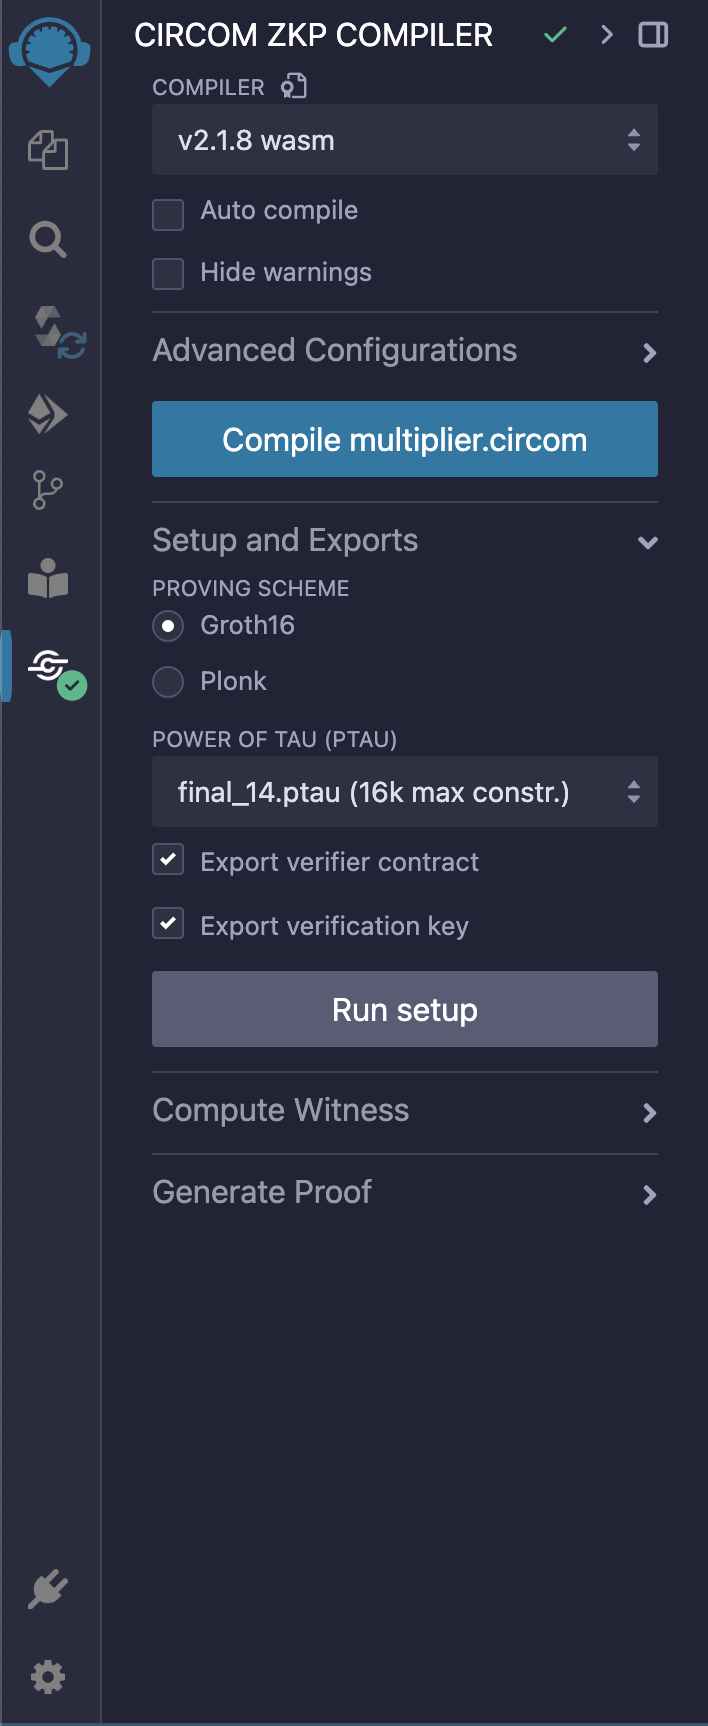 CIRCOM ZKP COMPILER
COMPILER
v2.1.8 wasm
Auto compile
Hide warnings
Advanced Configurations
Compile multiplier.circom
Setup and Exports
PROVING SCHEME
Groth16
Plonk
POWER OF TAU (PTAU)
final_14.ptau (16k max constr.)
Export verifier contract
Export verification key
Run setup
Compute Witness
Generate Proof